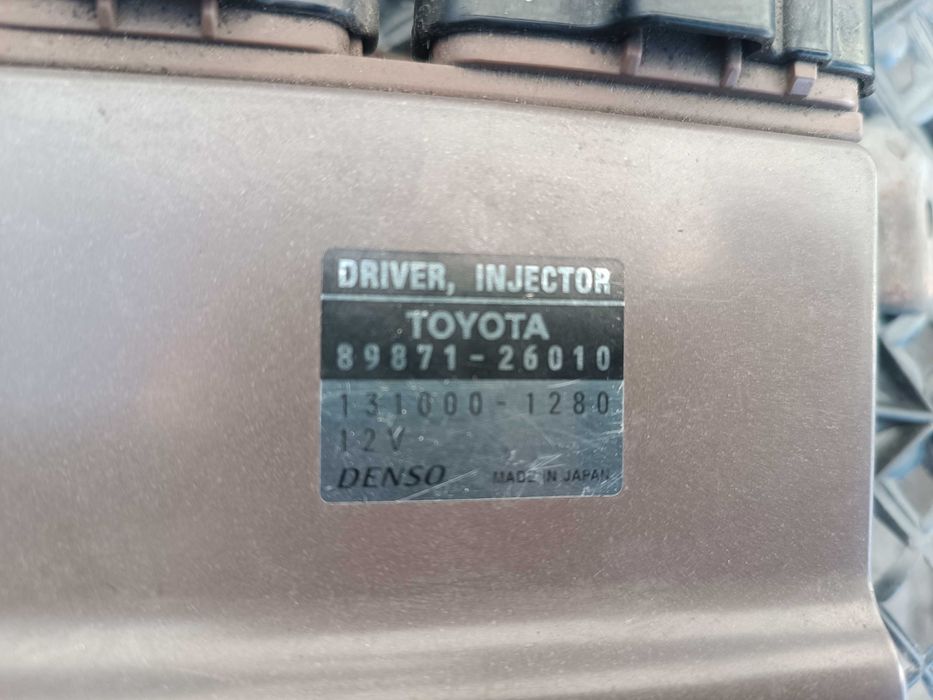 DRIVER, INJECTOR
TOYOTA
89871-26010
131000-1280
12V
DENSO MADE IN JAPAN